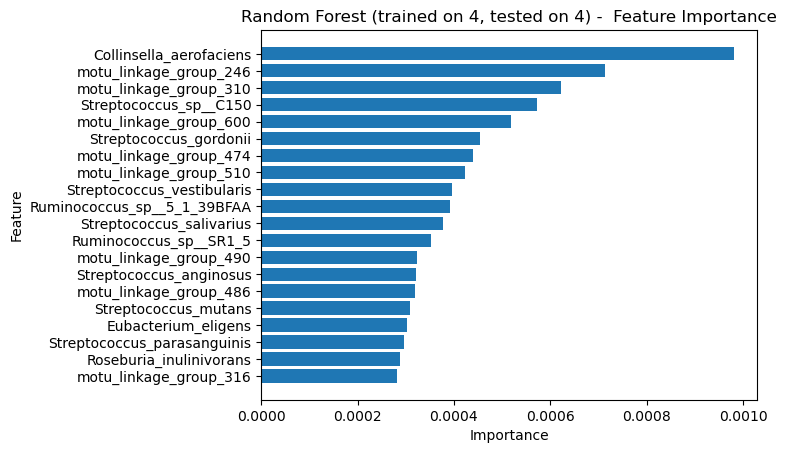 Random Forest (trained on 4, tested on 4) -  Feature Importance
Collinsella_aerofaciens
motu_linkage_group_246
motu_linkage_group_310
Streptococcus_sp__C150
motu_linkage_group_600
Streptococcus_gordonii
motu_linkage_group_474
motu_linkage_group_510
Streptococcus_vestibularis
Ruminococcus_sp__5_1_39BFAA
Streptococcus_salivarius
Ruminococcus_sp__SR1_5
motu_linkage_group_490
Streptococcus_anginosus
motu_linkage_group_486
Streptococcus_mutans
Eubacterium_eligens
Streptococcus_parasanguinis
Roseburia_inulinivorans
motu_linkage_group_316
Feature
0.0000 0.0002 0.0004 0.0006 0.0008 0.0010
Importance